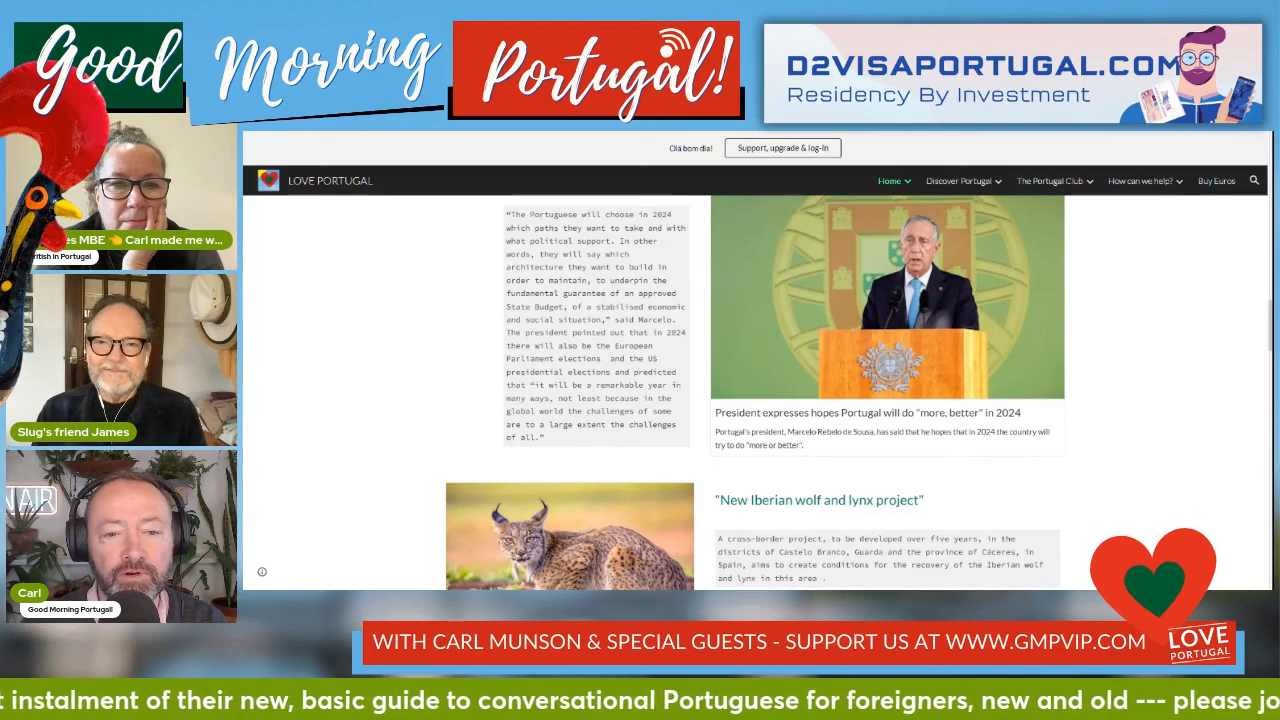 Good Morning Portugal!
D2VISAPORTUGAL.COM
Residency By Investment
Olá bom dia!
Support, upgrade & log-in
LOVE PORTUGAL
Home
Discover Portugal
The Portugal Club
How can we help?
Buy Euros
es MBE 👈 Carl made me w...
British in Portugal
Slug's friend James
N AIR
Carl
Good Morning Portugal!
"The Portuguese will choose in 2024
which paths they want to take and with
what political support. In other
words, they will say which
architecture they want to build in
order to maintain, to underpin the
fundamental guarantee of an approved
State Budget, of a stabilised economic
and social situation," said Marcelo.
The president pointed out that in 2024
there will also be the European
Parliament elections and the US
presidential elections and predicted
that "it will be a remarkable year in
many ways, not least because in the
global world the challenges of some
are to a large extent the challenges
of all."
President expresses hopes Portugal will do "more, better" in 2024
Portugal's president, Marcelo Rebelo de Sousa, has said that he hopes that in 2024 the country will
try to do "more or better".
"New Iberian wolf and lynx project"
A cross-border project, to be developed over five years, in the
districts of Castelo Branco, Guarda and the province of Cáceres, in
Spain, aims to create conditions for the recovery of the Iberian wolf
and lynx in this area .
WITH CARL MUNSON & SPECIAL GUESTS - SUPPORT US AT WWW.GMPVIP.COM
LOVE
PORTUGAL
t instalment of their new, basic guide to conversational Portuguese for foreigners, new and old --- please jo